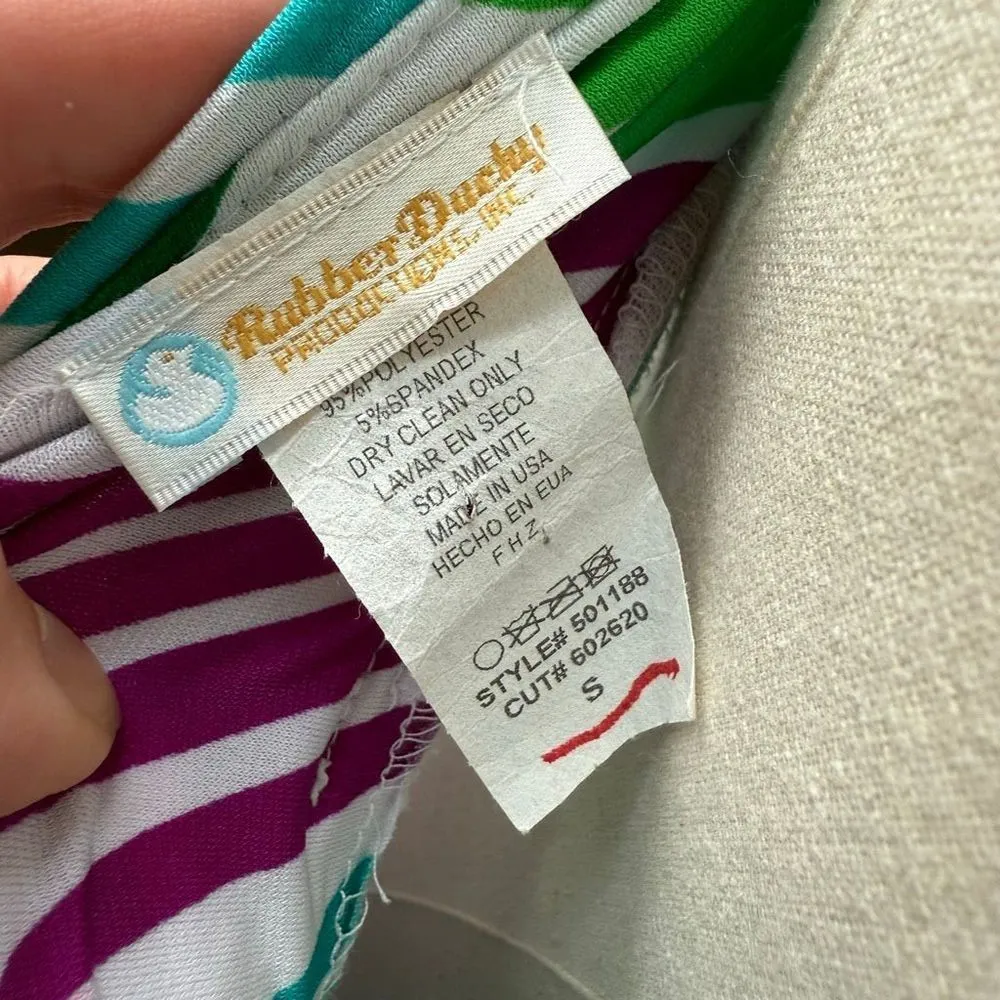 Rubber Ducky
PRODUCTIONS, INC.
95%POLYESTER
5%SPANDEX
DRY CLEAN ONLY
LAVAR EN SECO
SOLAMENTE
MADE IN USA
HECHO EN EUA
F H Z
STYLE# 501188
CUT# 602620
S